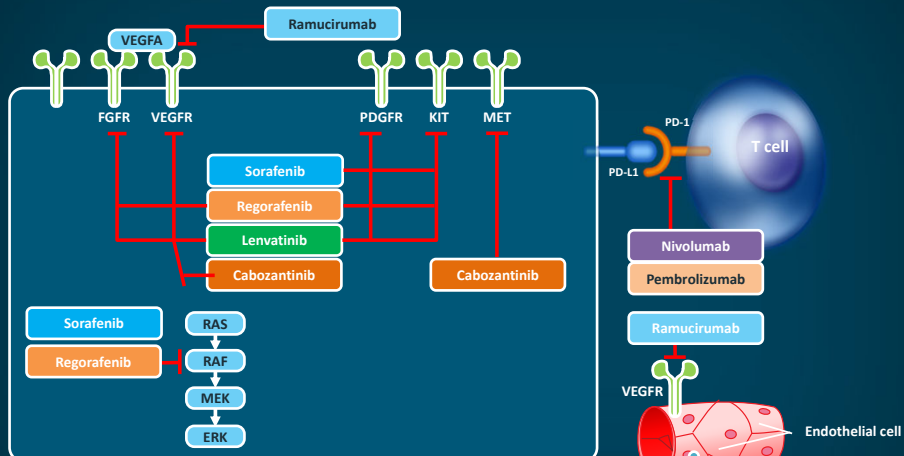 Ramucirumab
VEGFA
FGFR VEGFR PDGFR KIT MET
PD-1
T cell
PD-L1
Sorafenib
Regorafenib
Lenvatinib
Cabozantinib
Cabozantinib
Nivolumab
Pembrolizumab
Sorafenib
Regorafenib
RAS
RAF
MEK
ERK
Ramucirumab
VEGFR
Endothelial cell